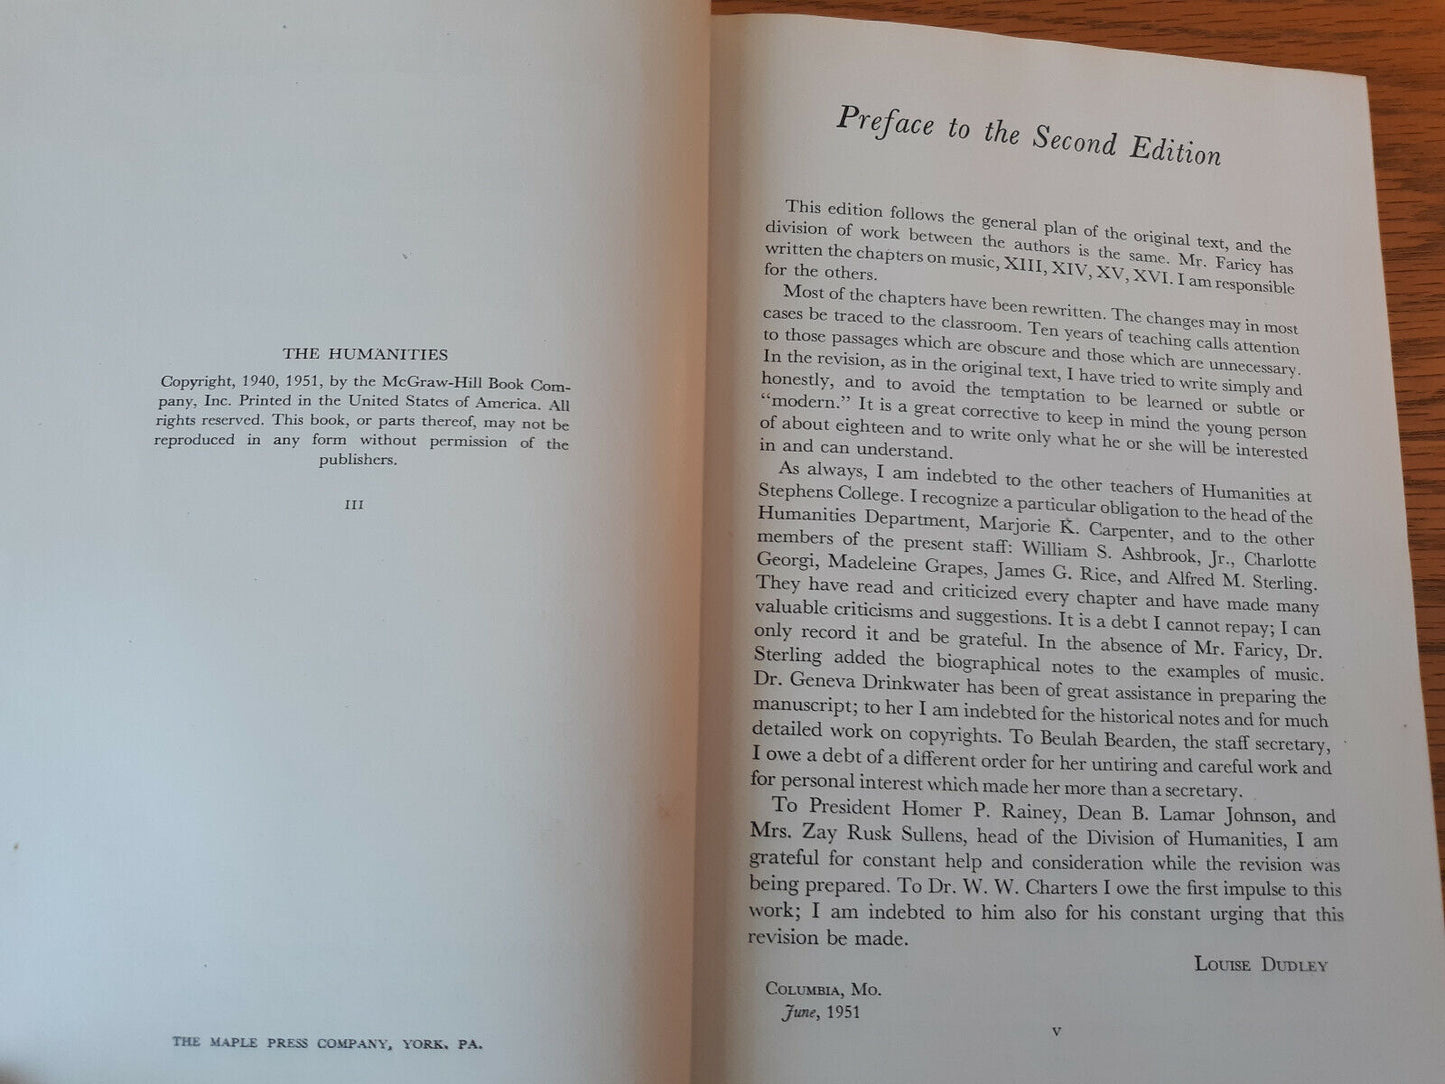 THE HUMANITIES
Copyright, 1940, 1951, by the McGraw-Hill Book Com-
pany, Inc. Printed in the United States of America. All
rights reserved. This book, or parts thereof, may not be
reproduced in any form without permission of the
publishers.
III
THE MAPLE PRESS COMPANY, YORK, PA.
Preface to the Second Edition
This edition follows the general plan of the original text, and the
division of work between the authors is the same. Mr. Faricy has
written the chapters on music, XIII, XIV, XV, XVI. I am responsible
for the others.
Most of the chapters have been rewritten. The changes may in most
cases be traced to the classroom. Ten years of teaching calls attention
to those passages which are obscure and those which are unnecessary.
In the revision, as in the original text, I have tried to write simply and
honestly, and to avoid the temptation to be learned or subtle or
“modern.” It is a great corrective to keep in mind the young person
of about eighteen and to write only what he or she will be interested
in and can understand.
As always, I am indebted to the other teachers of Humanities at
Stephens College. I recognize a particular obligation to the head of the
Humanities Department, Marjorie K. Carpenter, and to the other
members of the present staff: William S. Ashbrook, Jr., Charlotte
Georgi, Madeleine Grapes, James G. Rice, and Alfred M. Sterling.
They have read and criticized every chapter and have made many
valuable criticisms and suggestions. It is a debt I cannot repay; I can
only record it and be grateful. In the absence of Mr. Faricy, Dr.
Sterling added the biographical notes to the examples of music.
Dr. Geneva Drinkwater has been of great assistance in preparing the
manuscript; to her I am indebted for the historical notes and for much
detailed work on copyrights. To Beulah Bearden, the staff secretary,
I owe a debt of a different order for her untiring and careful work and
for personal interest which made her more than a secretary.
To President Homer P. Rainey, Dean B. Lamar Johnson, and
Mrs. Zay Rusk Sullens, head of the Division of Humanities, I am
grateful for constant help and consideration while the revision was
being prepared. To Dr. W. W. Charters I owe the first impulse to this
work; I am indebted to him also for his constant urging that this
revision be made.
LOUISE DUDLEY
COLUMBIA, MO.
June, 1951
v